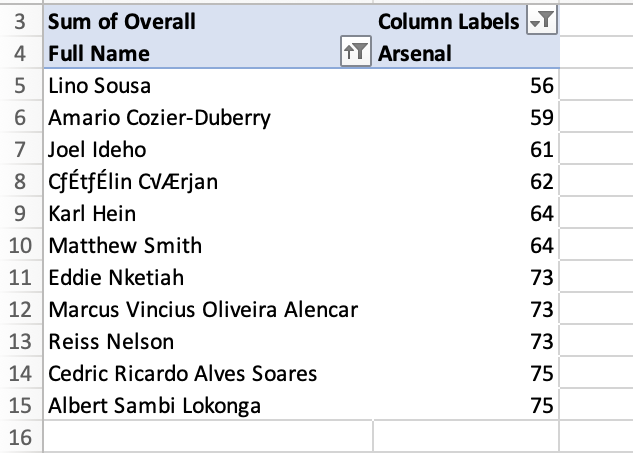 3 Sum of Overall Column Labels
4 Full Name Arsenal
5 Lino Sousa 56
6 Amario Cozier-Duberry 59
7 Joel Ideho 61
8 CƒÉtƒÉlin C√Ærjan 62
9 Karl Hein 64
10 Matthew Smith 64
11 Eddie Nketiah 73
12 Marcus Vincius Oliveira Alencar 73
13 Reiss Nelson 73
14 Cedric Ricardo Alves Soares 75
15 Albert Sambi Lokonga 75
16